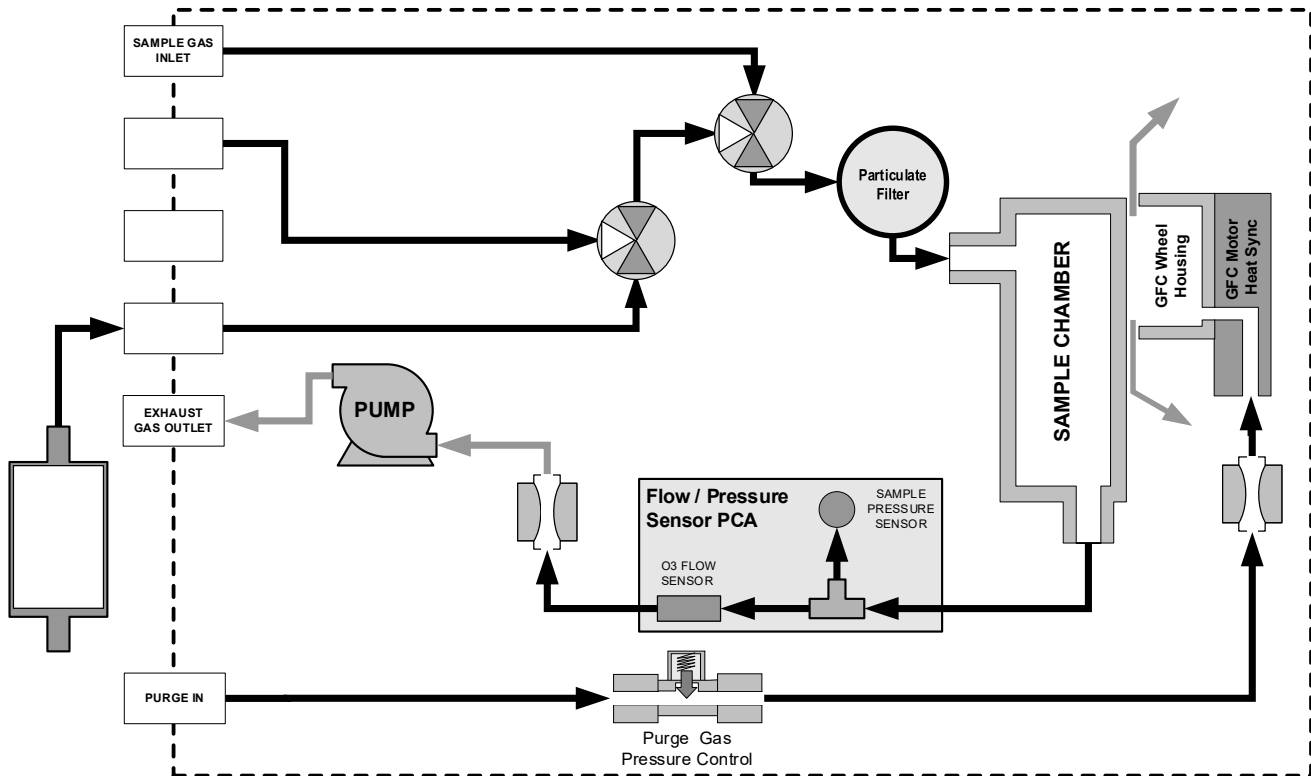 SAMPLE GAS
INLET
Particulate
Filter
SAMPLE CHAMBER
GFC Wheel
Housing
GFC Motor
Heat Sync
EXHAUST
GAS OUTLET
PUMP
Flow / Pressure
Sensor PCA
SAMPLE
PRESSURE
SENSOR
O3 FLOW
SENSOR
PURGE IN
Purge Gas
Pressure Control